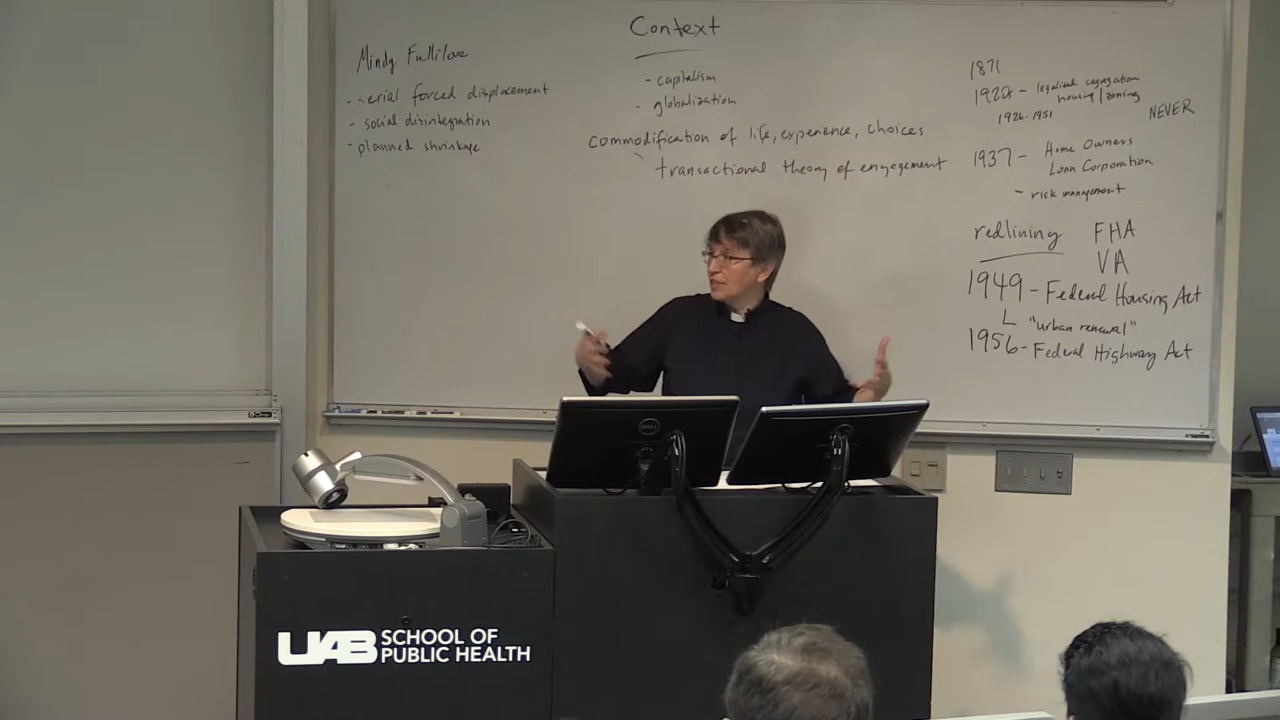 Mindy Fullilove
- serial forced displacement
- social disintegration
- planned shrinkage
Context
- capitalism
- globalization
commodification of life, experience, choices
transactional theory of engagement
1871
1920s - legalized segregation
housing/zoning
1926-1951
NEVER
1937 - Home Owners
Loan Corporation
- risk management
redlining FHA
VA
1949 - Federal Housing Act
L "urban renewal"
1956 - Federal Highway Act
DELL
UAB SCHOOL OF
PUBLIC HEALTH